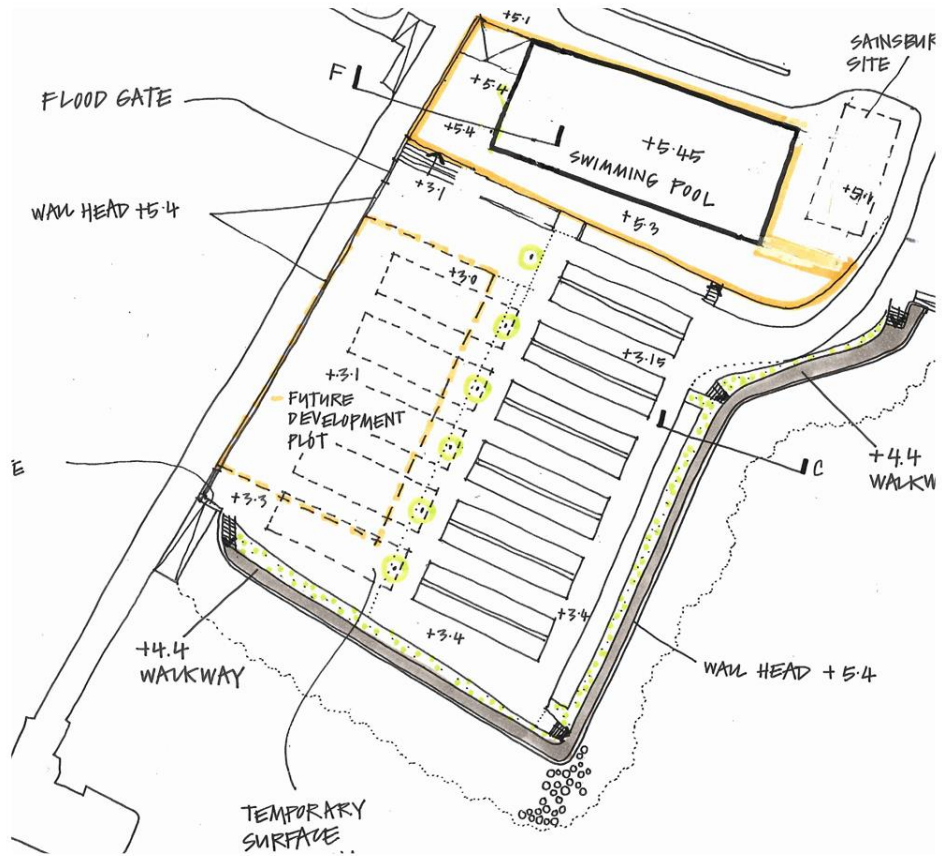 +5.1
SAINSBUR
SITE
F
FLOOD GATE
+5.4
+5.4
+5.45
SWIMMING POOL
+3.1
+5.1
WALL HEAD +5.4
+5.3
+3.0
+3.15
+3.1
FUTURE
DEVELOPMENT
PLOT
E
C
+4.4
WALKW
+3.3
+3.4
+3.4
+4.4
WALKWAY
WALL HEAD +5.4
TEMPORARY
SURFACE